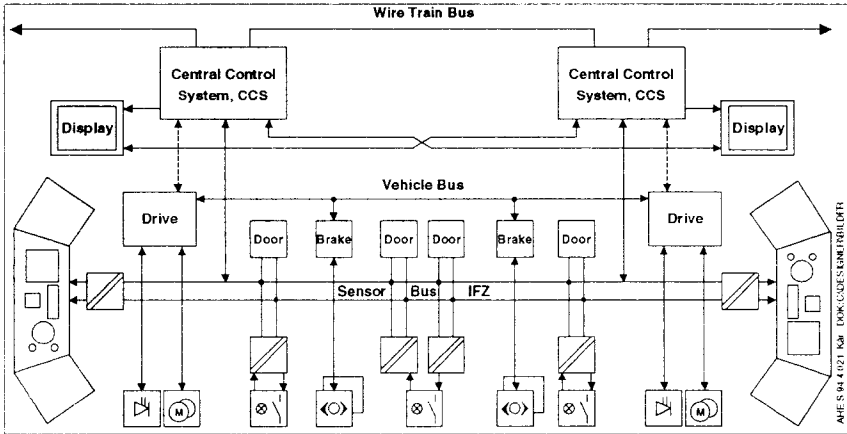 Wire Train Bus
Central Control
System, CCS
Central Control
System, CCS
Display
Display
Vehicle Bus
Drive
Drive
Door
Brake
Door
Door
Brake
Door
Sensor Bus IFZ
M
M